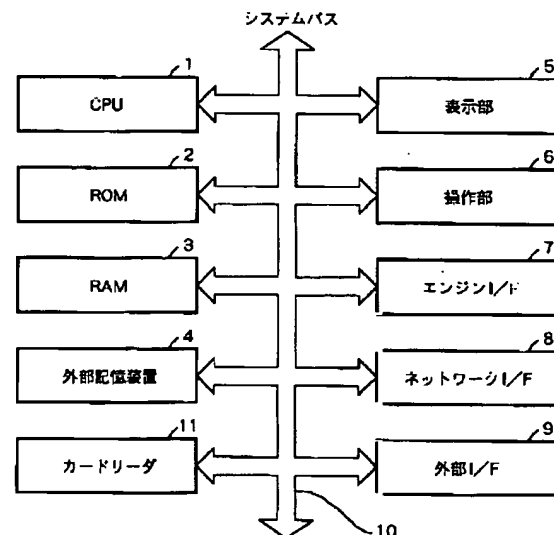 システムバス
1
CPU
5
表示部
2
ROM
6
操作部
3
RAM
7
エンジンI/F
4
外部記憶装置
8
ネットワークI/F
11
カードリーダ
9
外部I/F
10